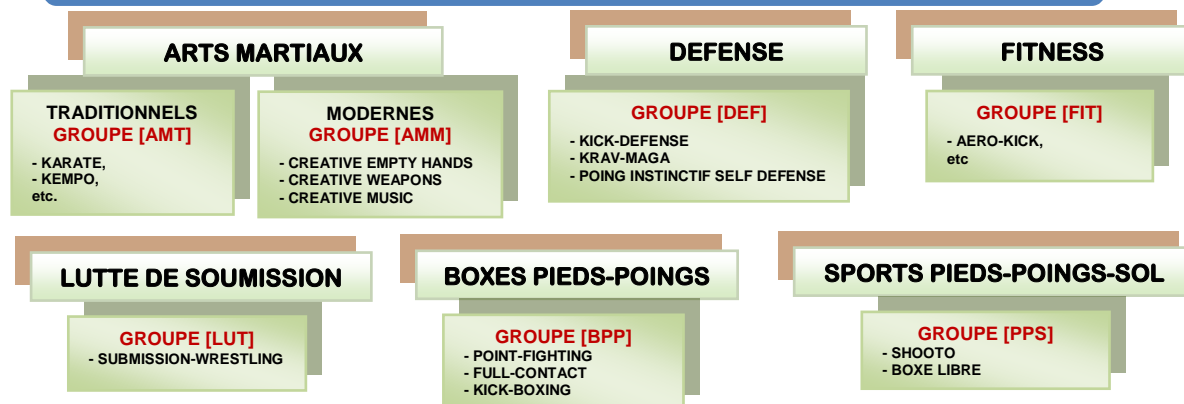 ARTS MARTIAUX
TRADITIONNELS
GROUPE [AMT]
- KARATE,
- KEMPO,
etc.
MODERNES
GROUPE [AMM]
- CREATIVE EMPTY HANDS
- CREATIVE WEAPONS
- CREATIVE MUSIC
DEFENSE
GROUPE [DEF]
- KICK-DEFENSE
- KRAV-MAGA
- POING INSTINCTIF SELF DEFENSE
FITNESS
GROUPE [FIT]
- AERO-KICK,
etc
LUTTE DE SOUMISSION
GROUPE [LUT]
- SUBMISSION-WRESTLING
BOXES PIEDS-POINGS
GROUPE [BPP]
- POINT-FIGHTING
- FULL-CONTACT
- KICK-BOXING
SPORTS PIEDS-POINGS-SOL
GROUPE [PPS]
- SHOOTO
- BOXE LIBRE